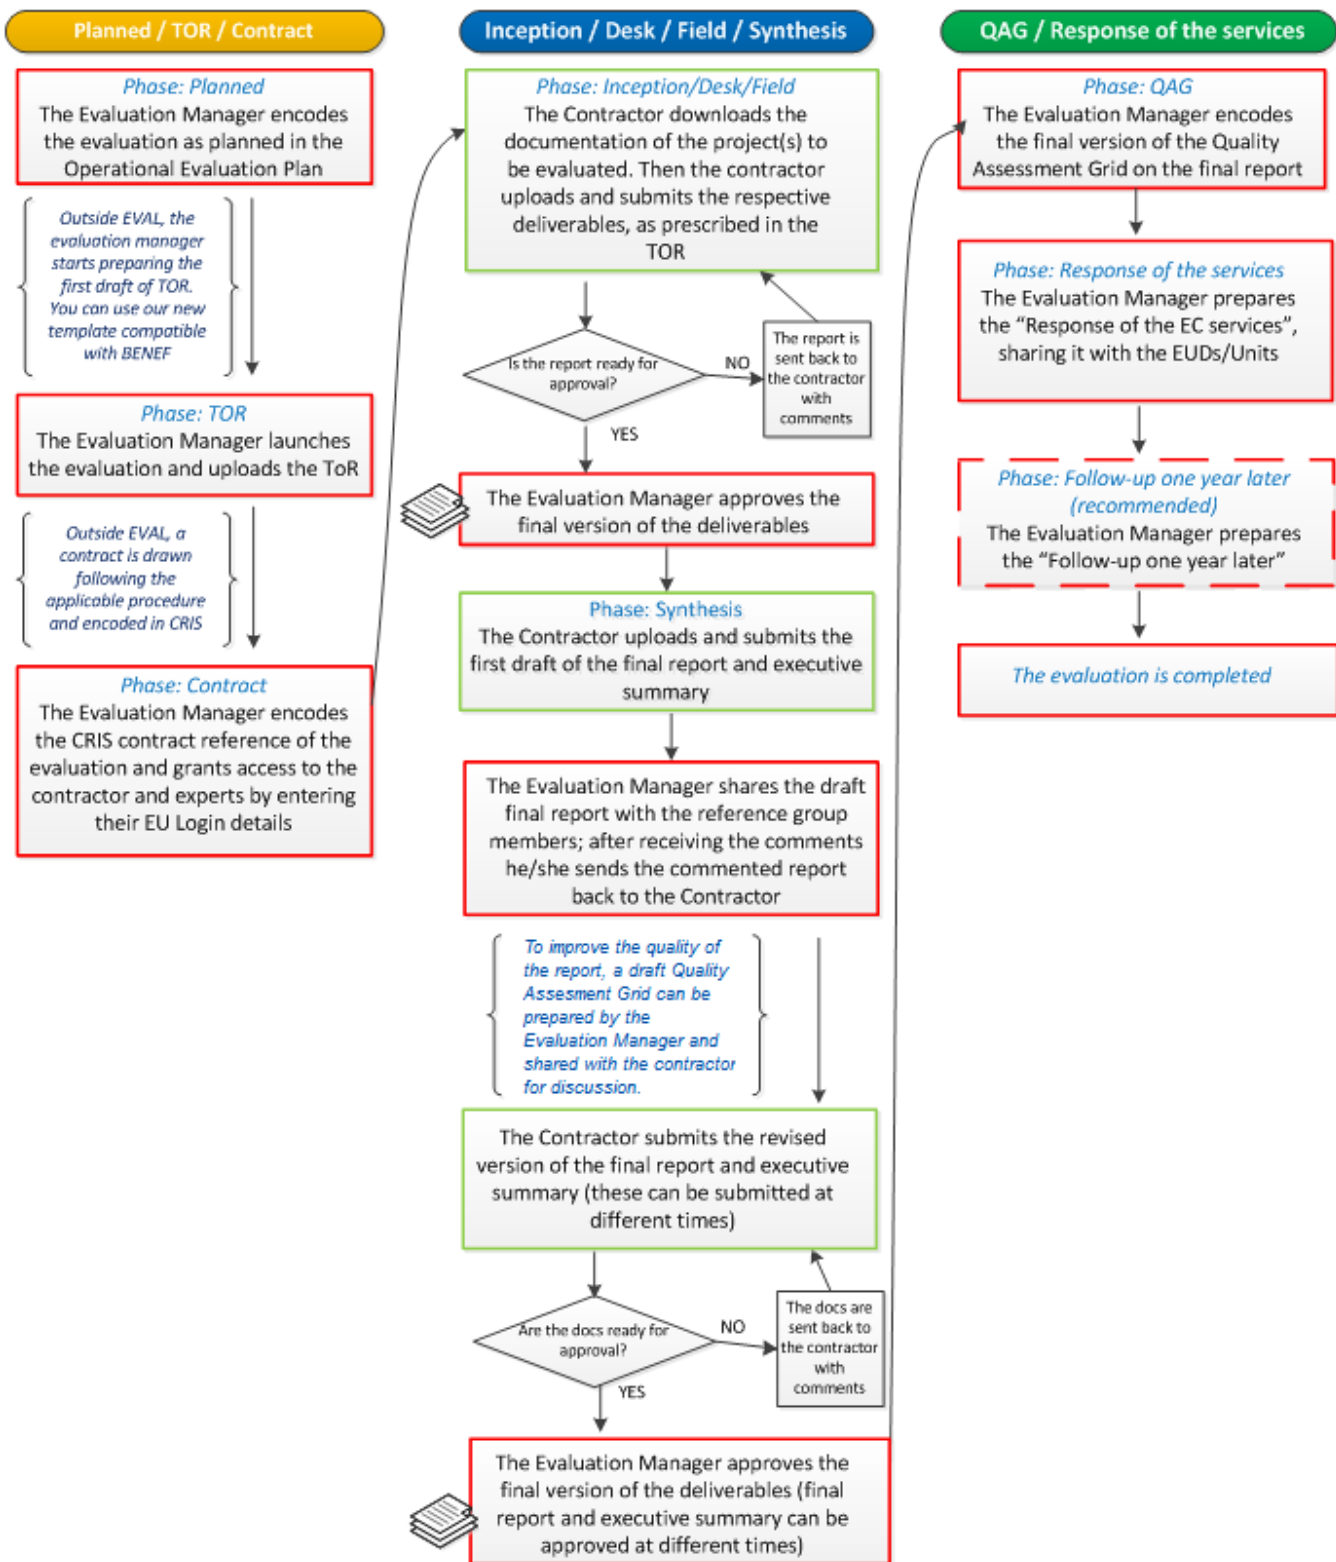 Planned / TOR / Contract
Phase: Planned
The Evaluation Manager encodes
the evaluation as planned in the
Operational Evaluation Plan
Outside EVAL, the
evaluation manager
starts preparing the
first draft of TOR.
You can use our new
template compatible
with BENEF
Phase: TOR
The Evaluation Manager launches
the evaluation and uploads the ToR
Outside EVAL, a
contract is drawn
following the
applicable procedure
and encoded in CRIS
Phase: Contract
The Evaluation Manager encodes
the CRIS contract reference of the
evaluation and grants access to the
contractor and experts by entering
their EU Login details
Inception / Desk / Field / Synthesis
Phase: Inception/Desk/Field
The Contractor downloads the
documentation of the project(s) to
be evaluated. Then the contractor
uploads and submits the respective
deliverables, as prescribed in the
TOR
Is the report ready for
approval?
NO
The report is
sent back to
the contractor
with
comments
YES
The Evaluation Manager approves the
final version of the deliverables
Phase: Synthesis
The Contractor uploads and submits the
first draft of the final report and executive
summary
The Evaluation Manager shares the draft
final report with the reference group
members; after receiving the comments
he/she sends the commented report
back to the Contractor
To improve the quality of
the report, a draft Quality
Assesment Grid can be
prepared by the
Evaluation Manager and
shared with the contractor
for discussion.
The Contractor submits the revised
version of the final report and executive
summary (these can be submitted at
different times)
Are the docs ready for
approval?
NO
The docs are
sent back to
the contractor
with
comments
YES
The Evaluation Manager approves the
final version of the deliverables (final
report and executive summary can be
approved at different times)
QAG / Response of the services
Phase: QAG
The Evaluation Manager encodes
the final version of the Quality
Assessment Grid on the final report
Phase: Response of the services
The Evaluation Manager prepares
the “Response of the EC services”,
sharing it with the EUDs/Units
Phase: Follow-up one year later
(recommended)
The Evaluation Manager prepares
the “Follow-up one year later”
The evaluation is completed